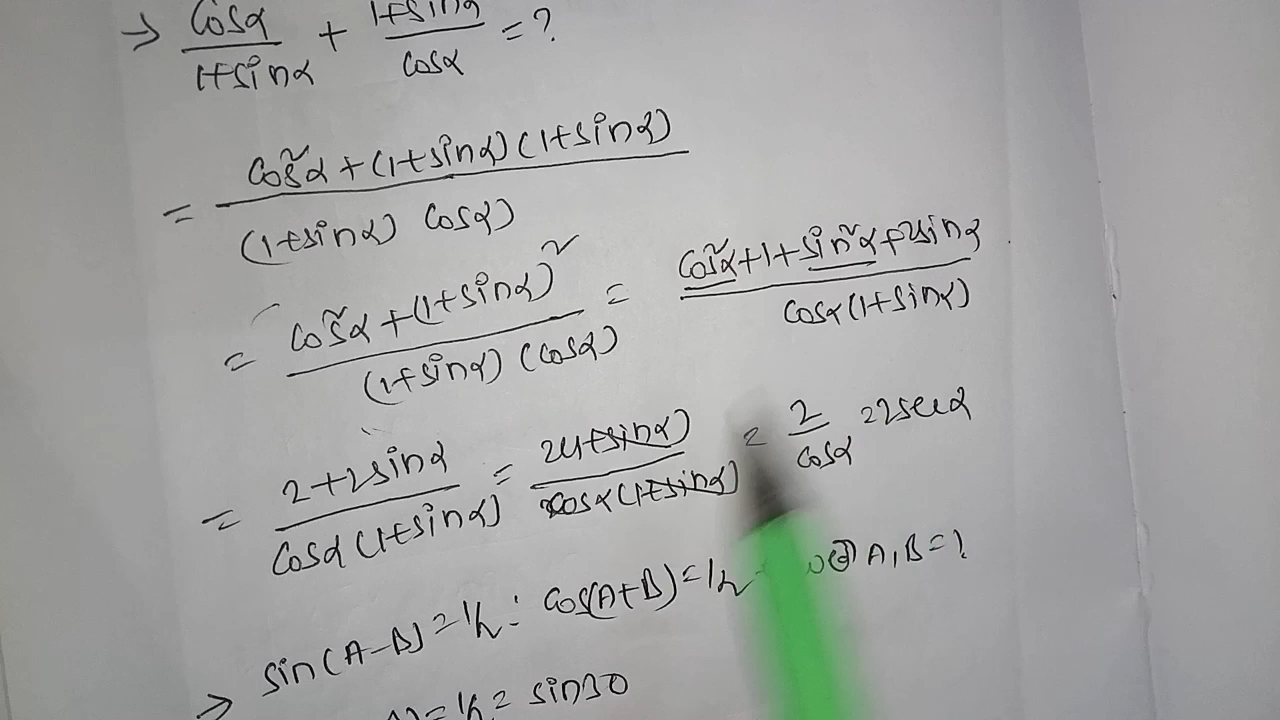 → cosα/(1+sinα) + (1+sinα)/cosα = ?
= (cos²α + (1+sinα)(1+sinα))/((1+sinα) cosα)
= (cos²α + (1+sinα)²)/((1+sinα)(cosα)) = (cos²α+1+sin²α+2sinα)/(cosα(1+sinα))
= (2+2sinα)/(cosα(1+sinα)) = 2(1+sinα)/(cosα(1+sinα)) = 2/cosα = 2secα
→ sin(A-B) = 1/2 : cos(A+B) = 1/2 A, B = ?
= 1/2 = sin30